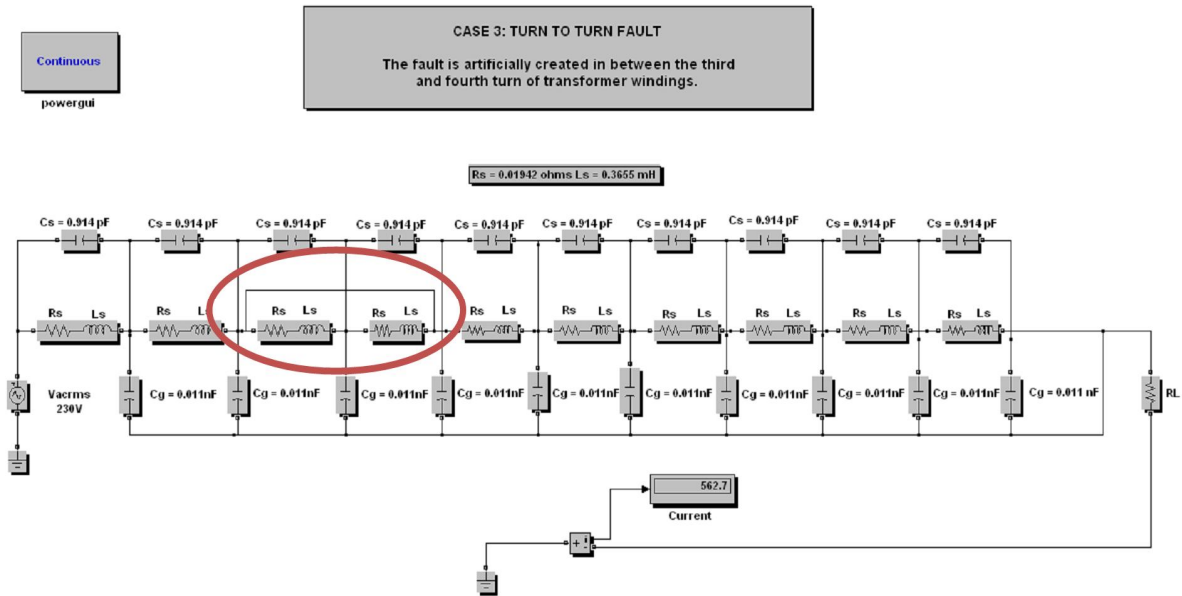 CASE 3: TURN TO TURN FAULT
The fault is artificially created in between the third
and fourth turn of transformer windings.
Continuous
powergui
Rs = 0.01942 ohms Ls = 0.3655 mH
Cs = 0.914 pF Cs = 0.914 pF Cs = 0.914 pF Cs = 0.914 pF Cs = 0.914 pF Cs = 0.914 pF Cs = 0.914 pF Cs = 0.914 pF Cs = 0.914 pF Cs = 0.914 pF
Rs Ls Rs Ls Rs Ls Rs Ls Rs Ls Rs Ls Rs Ls Rs Ls Rs Ls Rs Ls
Vacrms
230V
Cg = 0.011nF Cg = 0.011nF Cg = 0.011nF Cg = 0.011nF Cg = 0.011nF Cg = 0.011nF Cg = 0.011nF Cg = 0.011nF Cg = 0.011 nF
RL
562.7
Current